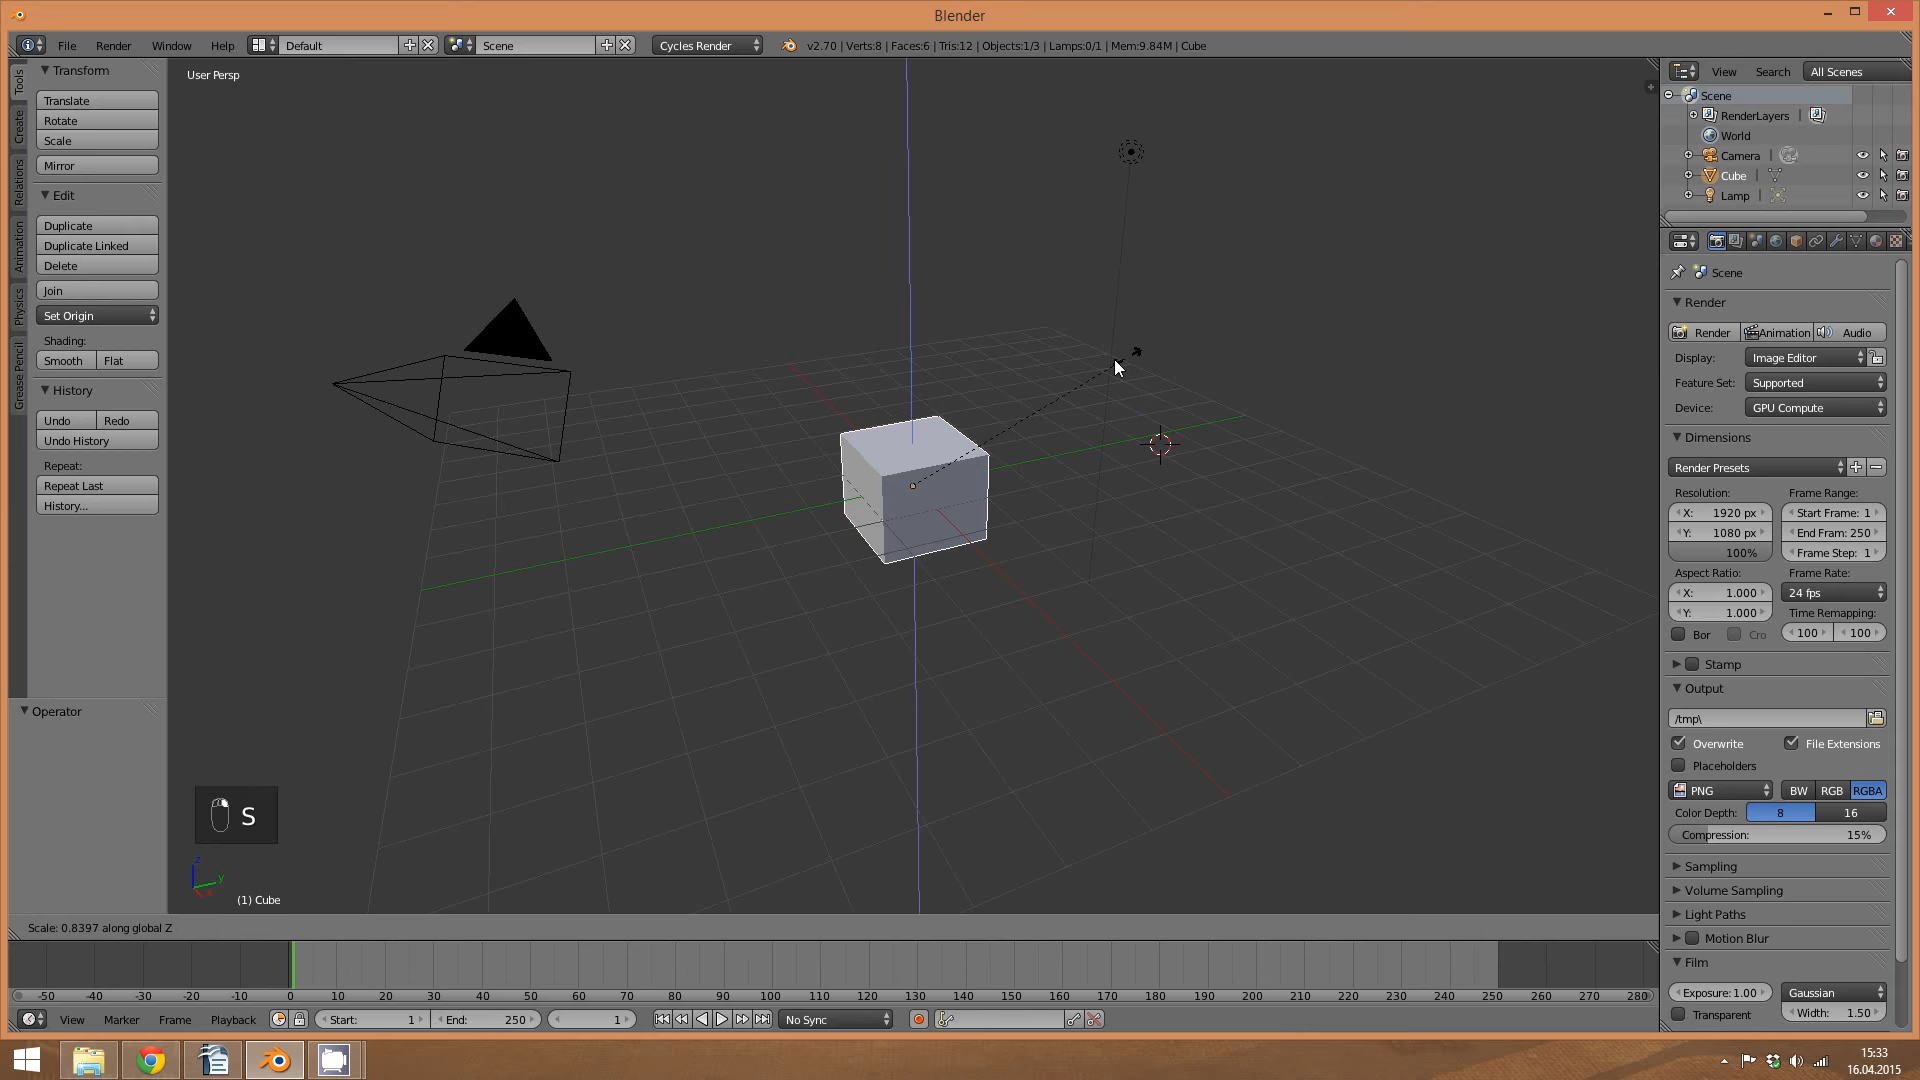 Blender
File Render Window Help Default Scene Cycles Render v2.70 | Verts:8 | Faces:6 | Tris:12 | Objects:1/3 | Lamps:0/1 | Mem:9.84M | Cube
Tools
Create
Relations
Animation
Physics
Grease Pencil
Transform
Translate
Rotate
Scale
Mirror
Edit
Duplicate
Duplicate Linked
Delete
Join
Set Origin
Shading:
Smooth Flat
History
Undo Redo
Undo History
Repeat:
Repeat Last
History...
Operator
User Persp
S
z
y
x
(1) Cube
Scale: 0.8397 along global Z
View Search All Scenes
Scene
RenderLayers |
World
Camera |
Cube |
Lamp |
Scene
Render
Render Animation Audio
Display: Image Editor
Feature Set: Supported
Device: GPU Compute
Dimensions
Render Presets
Resolution: Frame Range:
X: 1920 px Start Frame: 1
Y: 1080 px End Fram: 250
100% Frame Step: 1
Aspect Ratio: Frame Rate:
X: 1.000 24 fps
Y: 1.000 Time Remapping:
Bor Cro 100 100
Stamp
Output
/tmp\
Overwrite File Extensions
Placeholders
PNG BW RGB RGBA
Color Depth: 8 16
Compression: 15%
Sampling
Volume Sampling
Light Paths
Motion Blur
Film
Exposure: 1.00 Gaussian
Transparent Width: 1.50
-50 -40 -30 -20 -10 0 10 20 30 40 50 60 70 80 90 100 110 120 130 140 150 160 170 180 190 200 210 220 230 240 250 260 270 280
View Marker Frame Playback Start: 1 End: 250 1 No Sync
15:33
16.04.2015